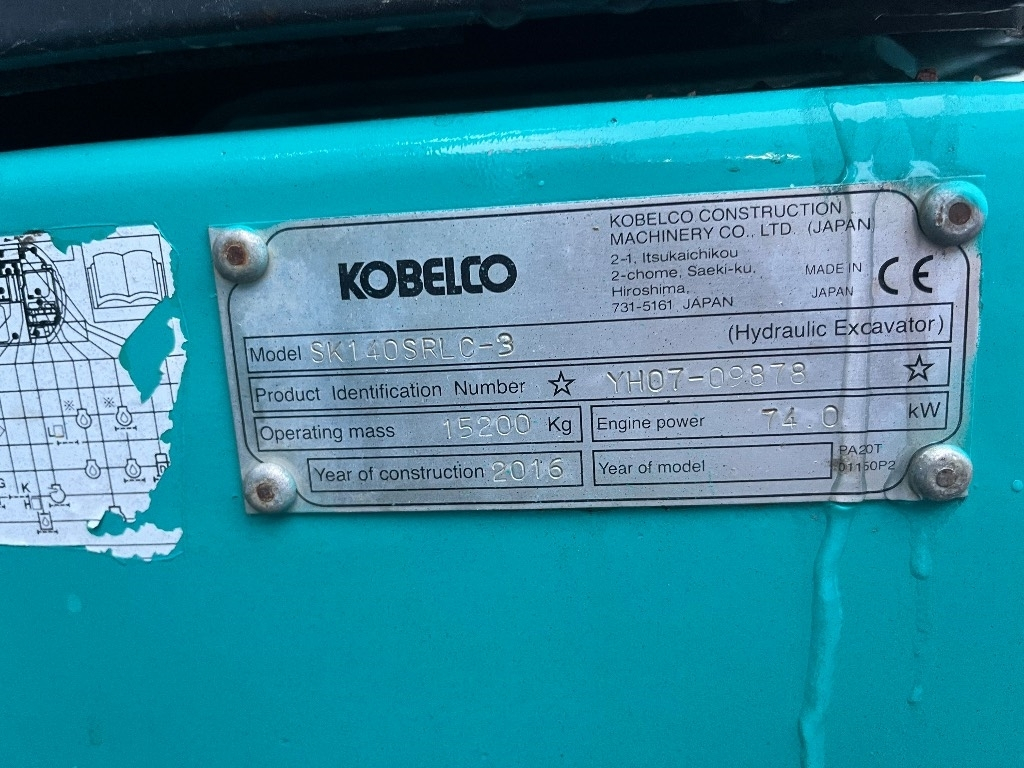 KOBELCO
KOBELCO CONSTRUCTION
MACHINERY CO., LTD. (JAPAN)
2-1, Itsukaichikou
2-chome, Saeki-ku,
Hiroshima,
731-5161 JAPAN
MADE IN
JAPAN
CE
Model SK140SRLC-3 (Hydraulic Excavator)
Product Identification Number ☆ YH07-09878 ☆
Operating mass 15200 Kg
Engine power 74.0 kW
Year of construction 2016
Year of model
PA20T
01150P2
G K
H H